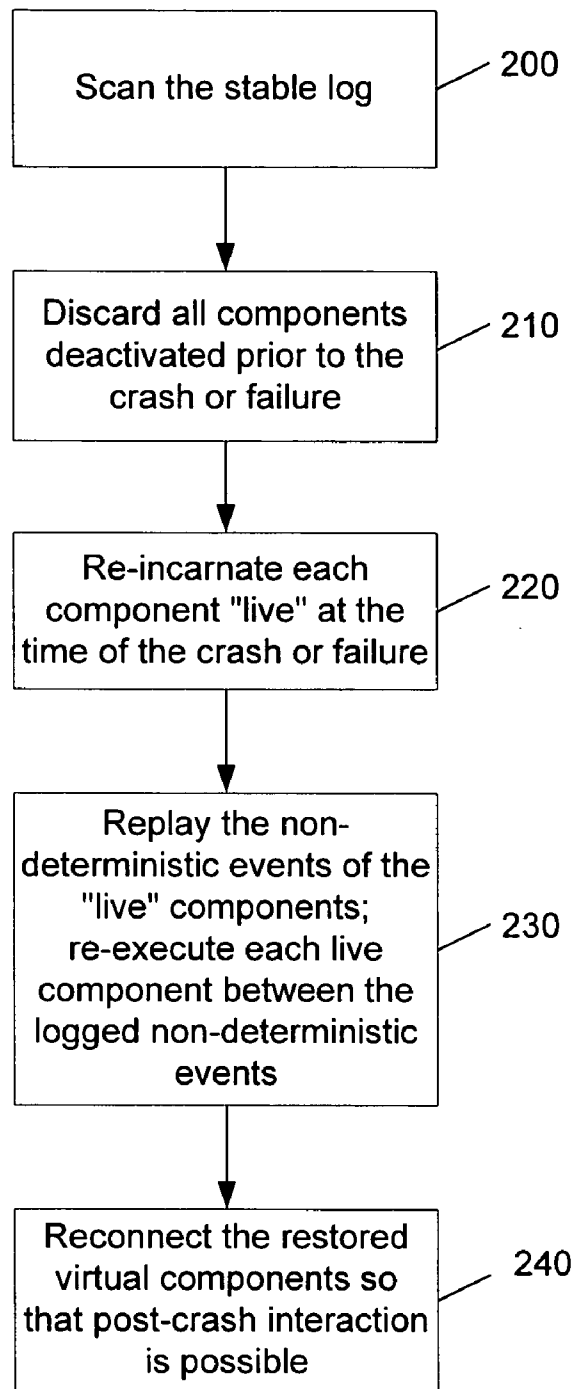 Scan the stable log
200
Discard all components
deactivated prior to the
crash or failure
210
Re-incarnate each
component "live" at the
time of the crash or failure
220
Replay the non-
deterministic events of the
"live" components;
re-execute each live
component between the
logged non-deterministic
events
230
Reconnect the restored
virtual components so
that post-crash interaction
is possible
240